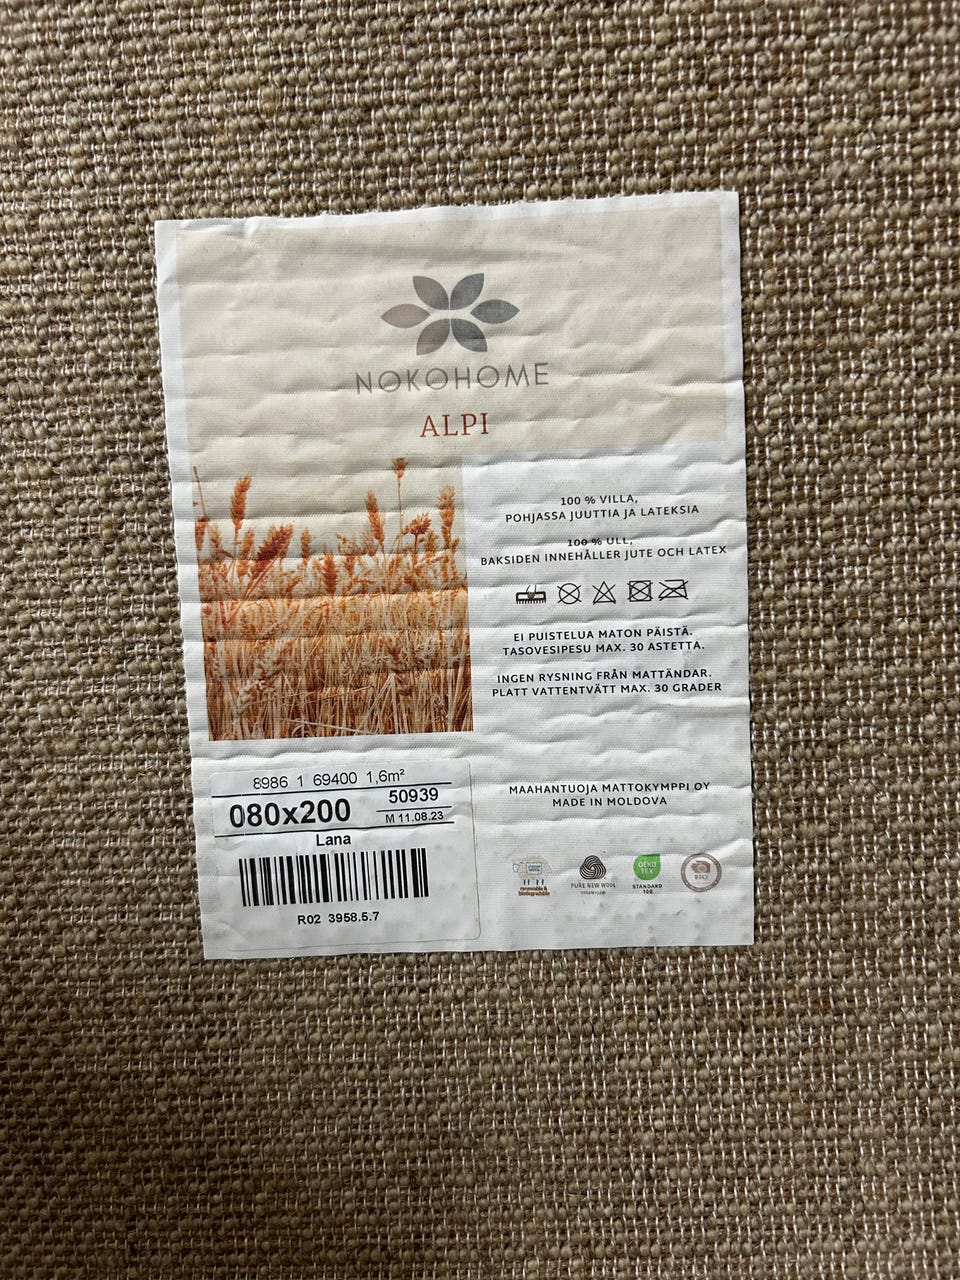 NOKOHOME
ALPI
100 % VILLA,
POHJASSA JUUTTIA JA LATEKSIA
100 % ULL,
BAKSIDEN INNEHÅLLER JUTE OCH LATEX
EI PUISTELUA MATON PÄISTÄ.
TASOVESIPESU MAX. 30 ASTETTA.
INGEN RYSNING FRÅN MATTÄNDAR.
PLATT VATTENTVÄTT MAX. 30 GRADER
8986 1 69400 1,6m²
080x200
50939
M 11.08.23
Lana
R02 3958.5.7
MAAHANTUOJA MATTOKYMPPI OY
MADE IN MOLDOVA
renewable &
biodegradable
PURE NEW WOOL
OEKO
TEX
STANDARD
100
BSCI